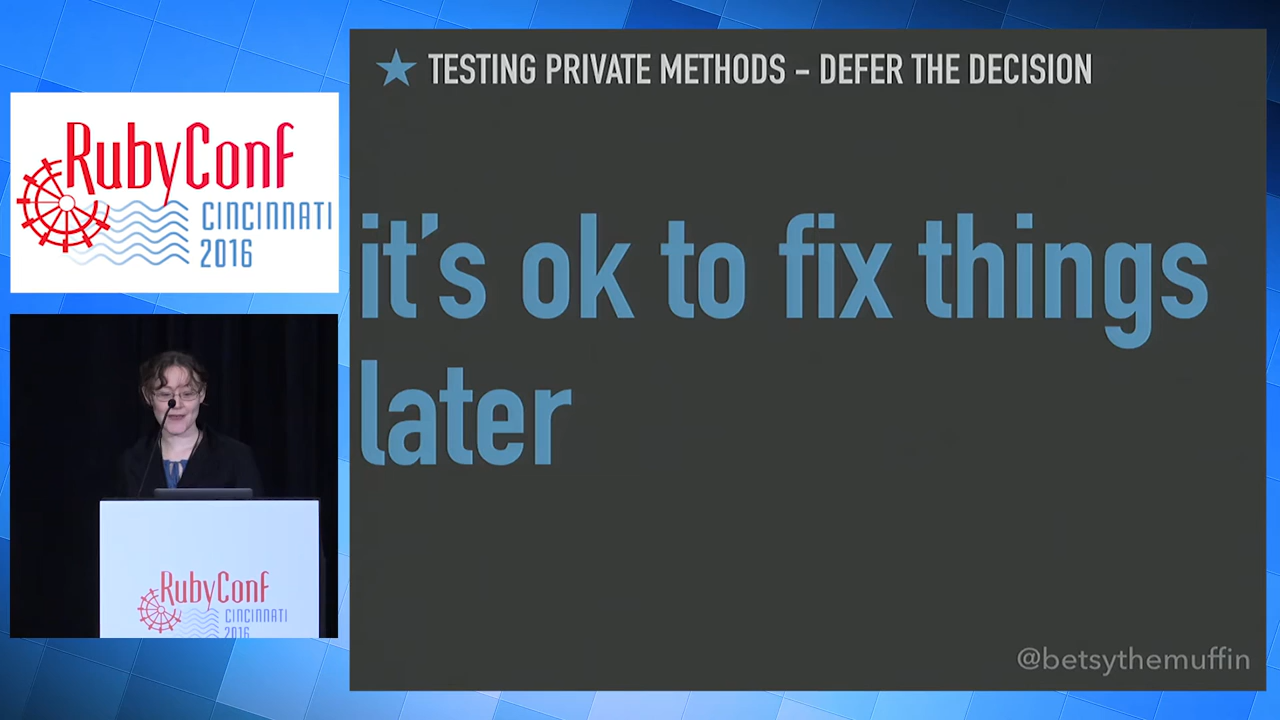 RubyConf
CINCINNATI
2016
★ TESTING PRIVATE METHODS – DEFER THE DECISION
it's ok to fix things
later
@betsythemuffin
RubyConf
CINCINNATI
2016